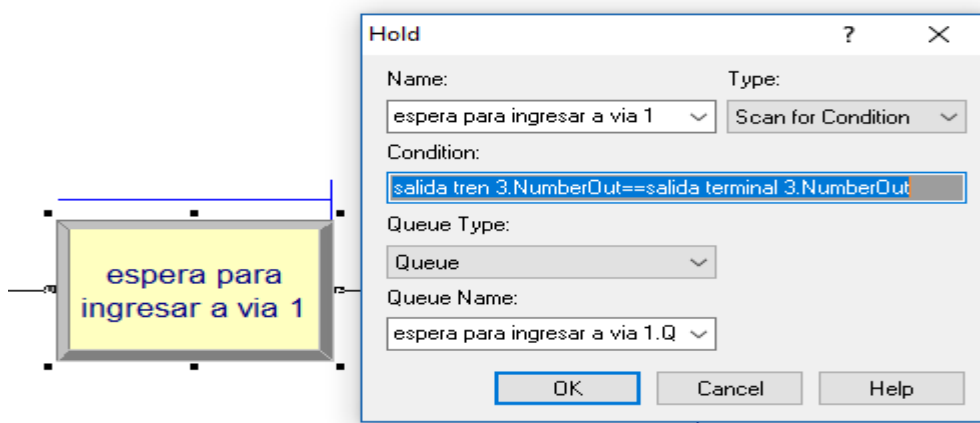 Hold
?
Name:
Type:
espera para ingresar a via 1
Scan for Condition
Condition:
salida tren 3.NumberOut==salida terminal 3.NumberOut
Queue Type:
Queue
Queue Name:
espera para ingresar a via 1.Q
OK
Cancel
Help
espera para
ingresar a via 1